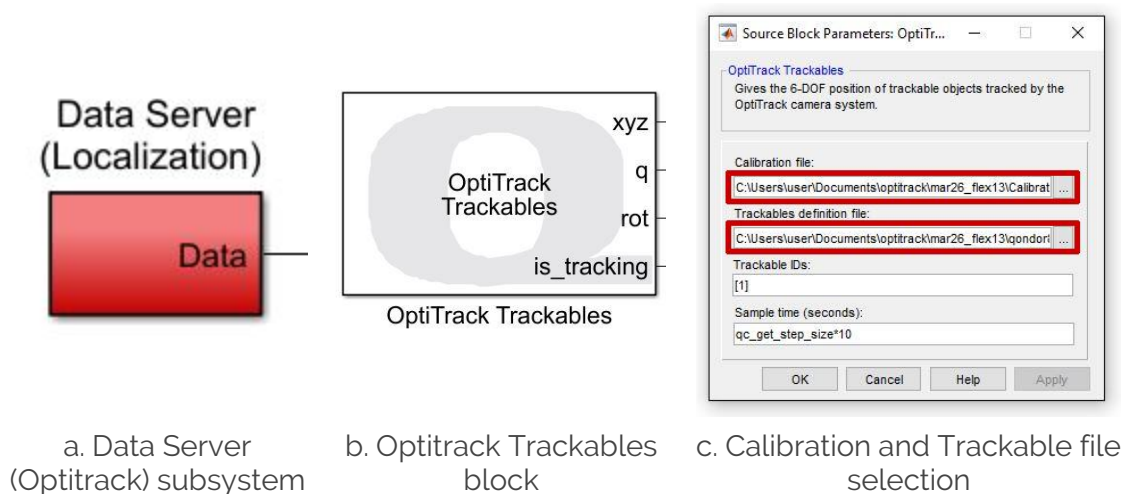 Data Server
(Localization)
Data
xyz
q
rot
is_tracking
OptiTrack
Trackables
OptiTrack Trackables
Source Block Parameters: OptiTr...
OptiTrack Trackables
Gives the 6-DOF position of trackable objects tracked by the
OptiTrack camera system.
Calibration file:
C:\Users\user\Documents\optitrack\mar26_flex13\Calibrat ...
Trackables definition file:
C:\Users\user\Documents\optitrack\mar26_flex13\qondor ...
Trackable IDs:
[1]
Sample time (seconds):
qc_get_step_size*10
OK Cancel Help Apply
a. Data Server
(Optitrack) subsystem
b. Optitrack Trackables
block
c. Calibration and Trackable file
selection